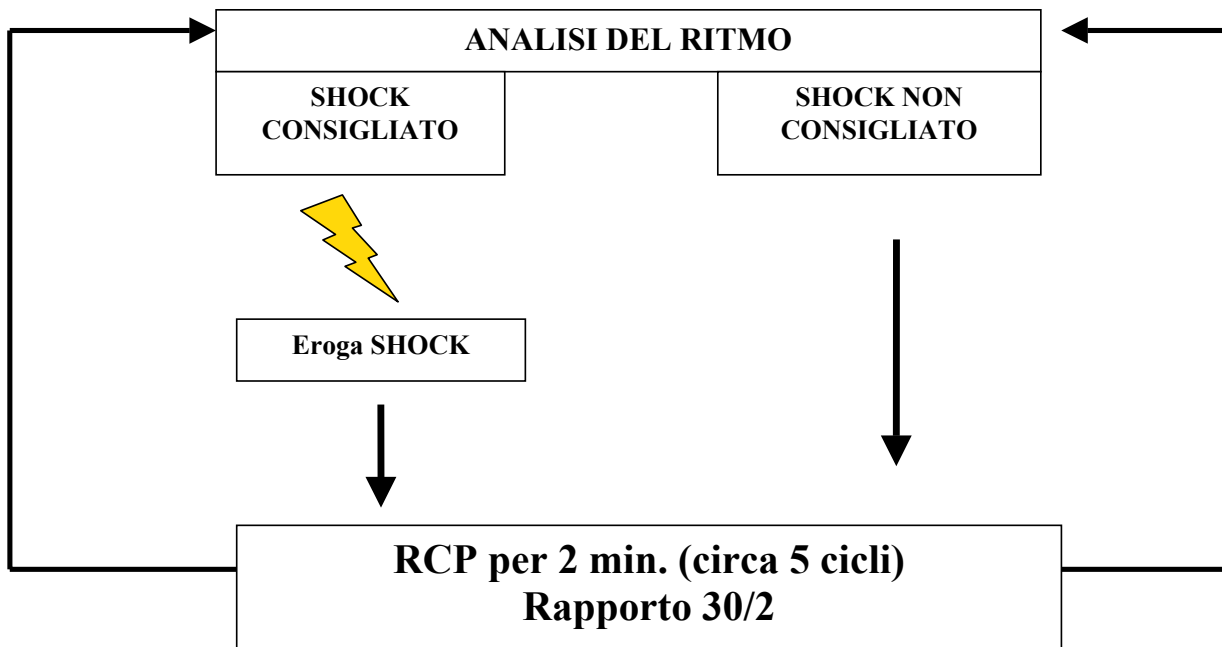 ANALISI DEL RITMO
SHOCK
CONSIGLIATO
SHOCK NON
CONSIGLIATO
Eroga SHOCK
RCP per 2 min. (circa 5 cicli)
Rapporto 30/2